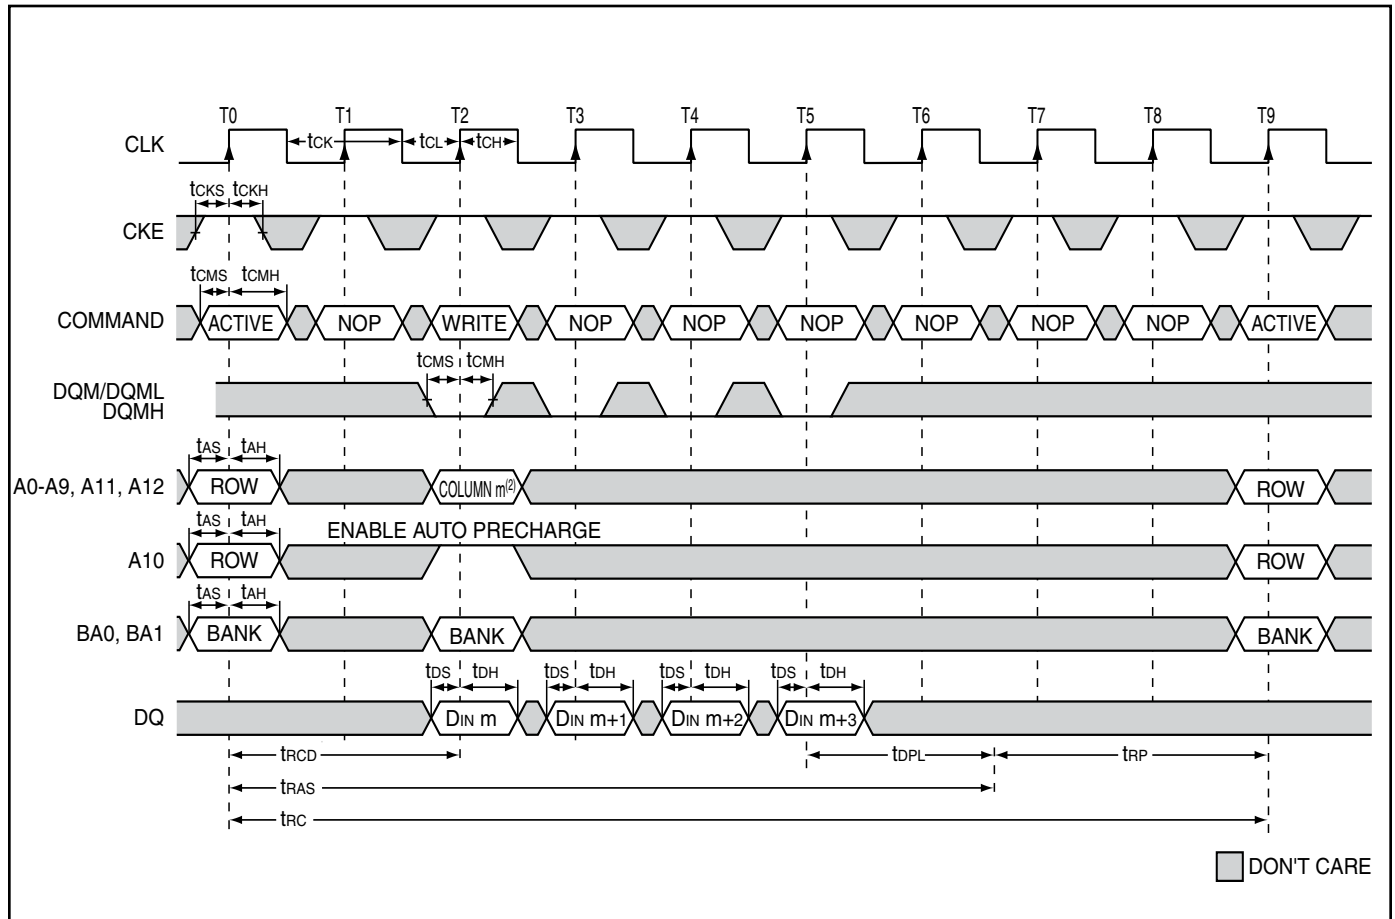 T0 T1 T2 T3 T4 T5 T6 T7 T8 T9
CLK tCK tCL tCH
tCKS tCKH
CKE
tCMS tCMH
COMMAND ACTIVE NOP WRITE NOP NOP NOP NOP NOP NOP ACTIVE
tCMS tCMH
DQM/DQML
DQMH
tAS tAH
A0-A9, A11, A12 ROW COLUMN m(2) ROW
tAS tAH
ENABLE AUTO PRECHARGE
A10 ROW ROW
tAS tAH
BA0, BA1 BANK BANK BANK
tDS tDH tDS tDH tDS tDH tDS tDH
DQ DIN m DIN m+1 DIN m+2 DIN m+3
tRCD tDPL tRP
tRAS
tRC
DON'T CARE